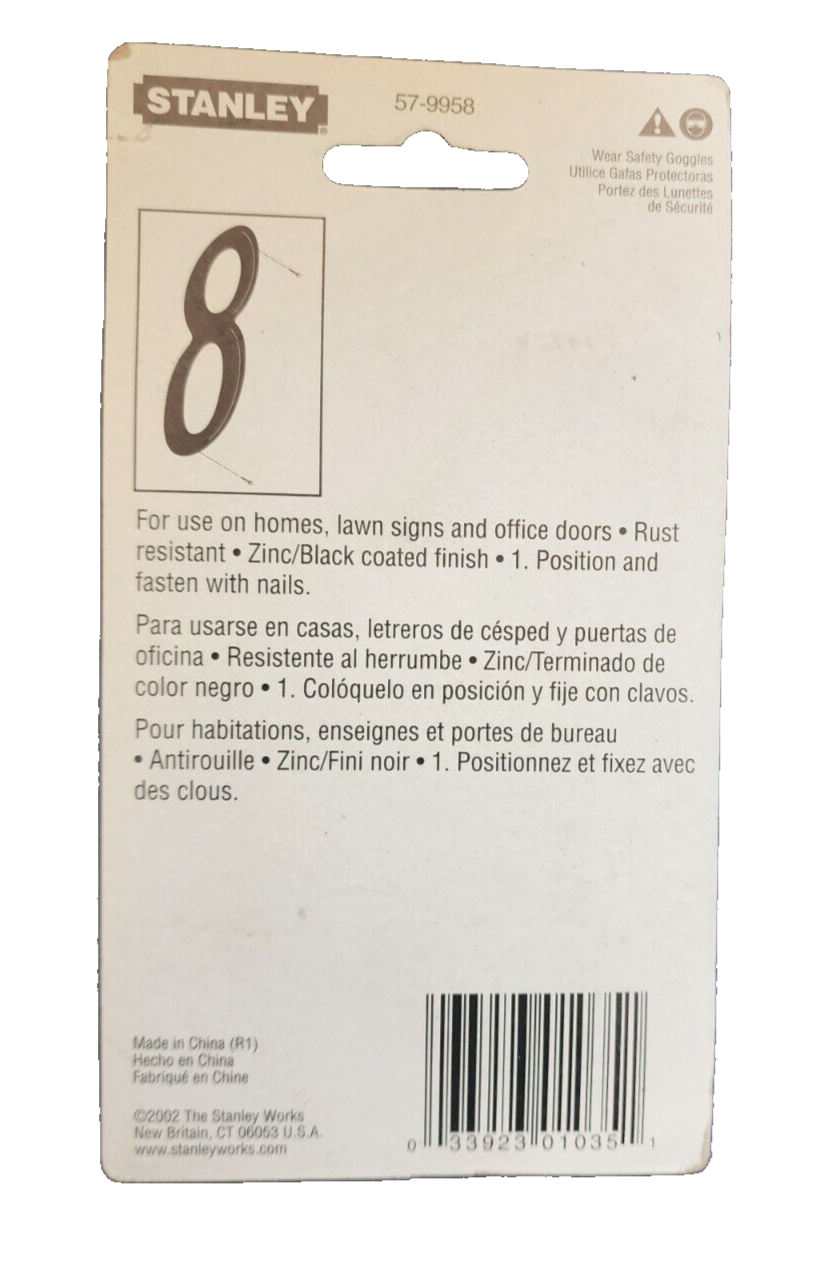 STANLEY®
57-9958
Wear Safety Goggles
Utilice Gafas Protectoras
Portez des Lunettes
de Sécurité
8
For use on homes, lawn signs and office doors • Rust
resistant • Zinc/Black coated finish • 1. Position and
fasten with nails.
Para usarse en casas, letreros de césped y puertas de
oficina • Resistente al herrumbe • Zinc/Terminado de
color negro • 1. Colóquelo en posición y fije con clavos.
Pour habitations, enseignes et portes de bureau
• Antirouille • Zinc/Fini noir • 1. Positionnez et fixez avec
des clous.
Made in China (R1)
Hecho en China
Fabriqué en Chine
©2002 The Stanley Works
New Britain, CT 06053 U.S.A.
www.stanleyworks.com
0 33923 01035 1